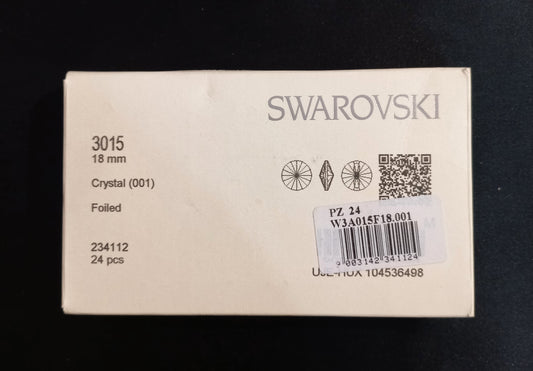 SWAROVSKI
3015
18 mm
Crystal (001)
Foiled
234112
24 pcs
PZ 24
W3A015F18.001
9 003142 341124
104536498